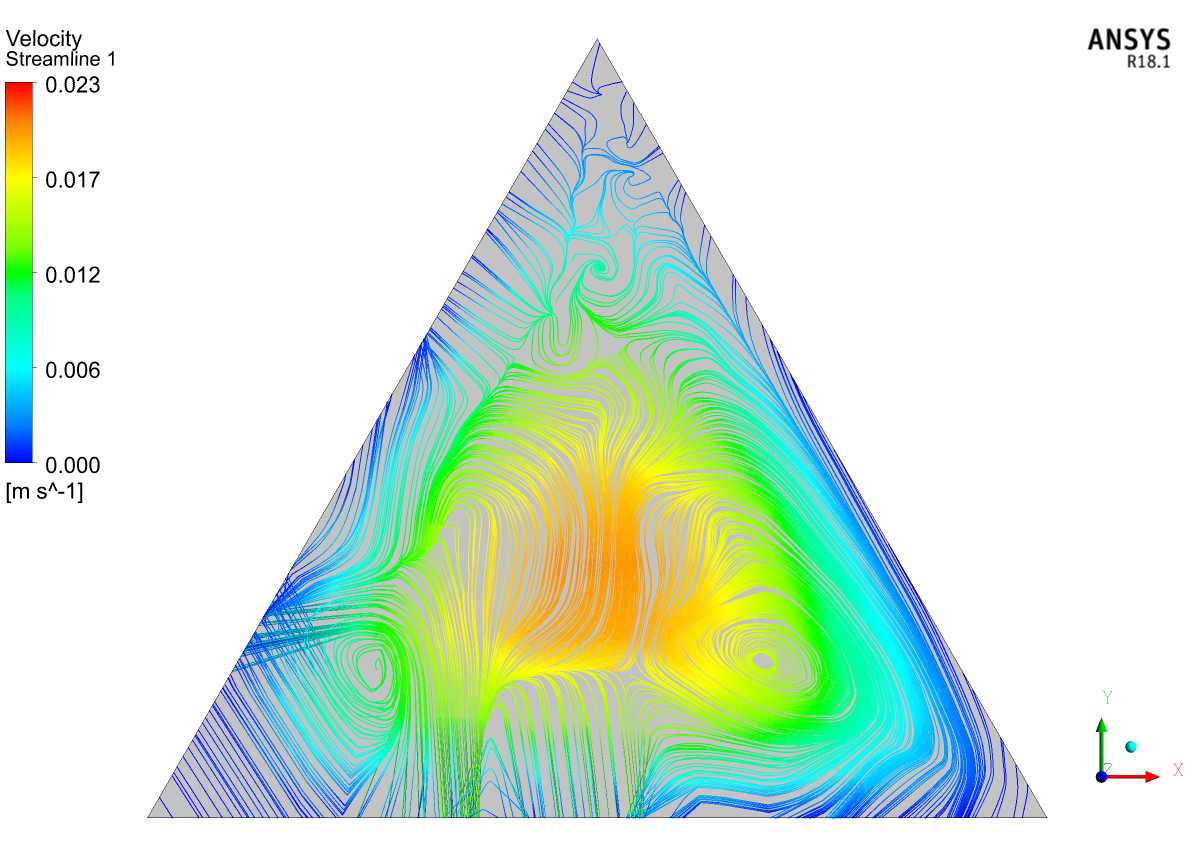 Velocity
Streamline 1
0.023
0.017
0.012
0.006
0.000
[m s^-1]
ANSYS
R18.1
Y
Z
X